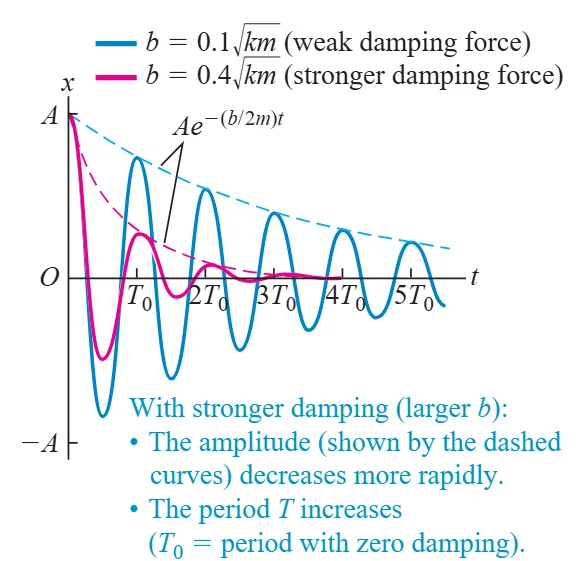 b = 0.1√km (weak damping force)
b = 0.4√km (stronger damping force)
x
A
Ae−(b/2m)t
O
t
T0 2T0 3T0 4T0 5T0
−A
With stronger damping (larger b):
• The amplitude (shown by the dashed
curves) decreases more rapidly.
• The period T increases
(T0 = period with zero damping).